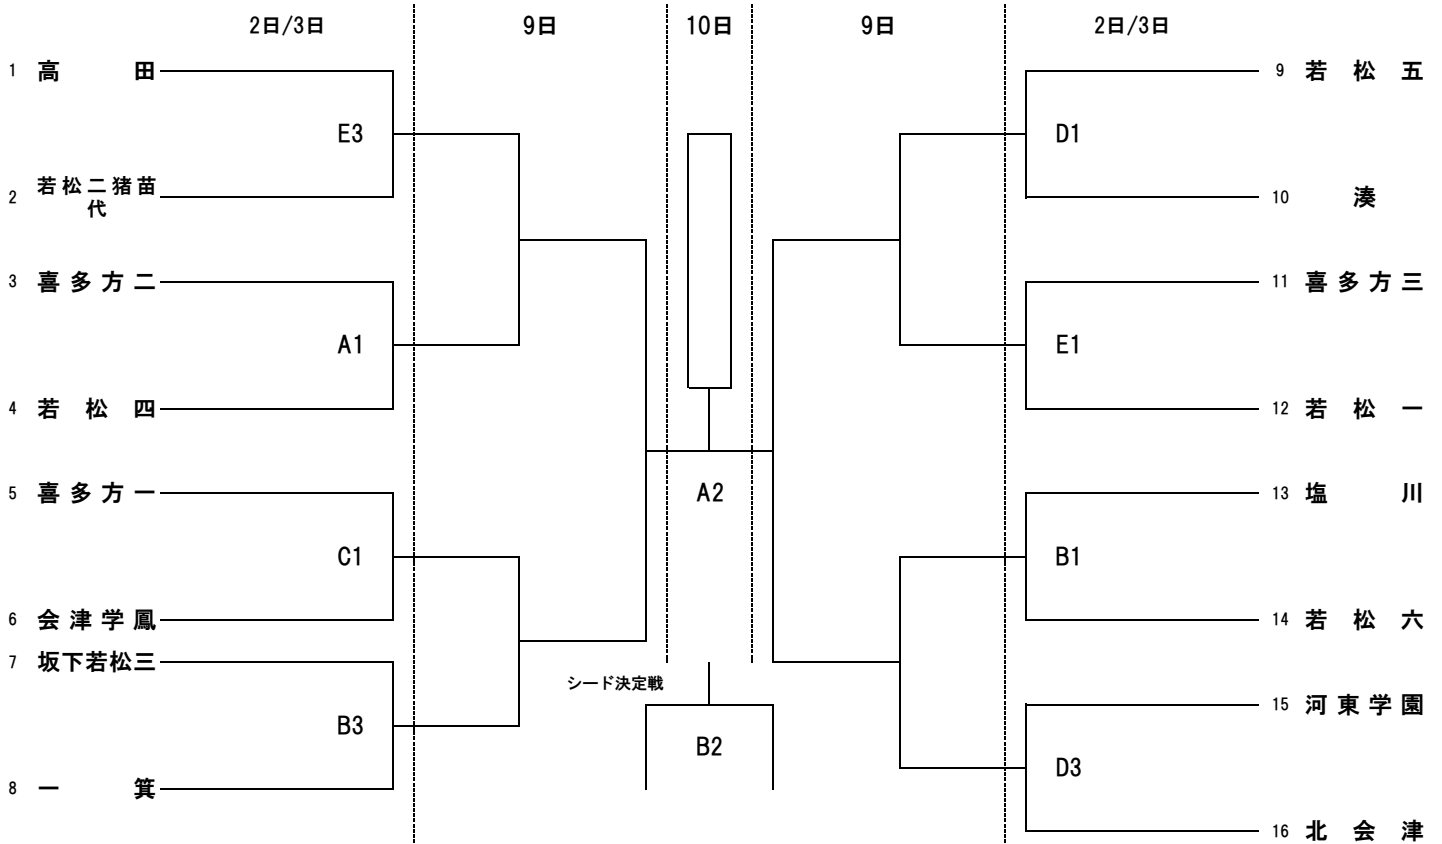 2日/3日 9日 10日 9日 2日/3日
1 高田
E3
2 若松二猪苗
代
3 喜多方二
A1
4 若松四
5 喜多方一
C1
6 会津学鳳
7 坂下若松三
B3
8 一箕
A2
シード決定戦
B2
9 若松五
D1
10 湊
11 喜多方三
E1
12 若松一
13 塩川
B1
14 若松六
15 河東学園
D3
16 北会津